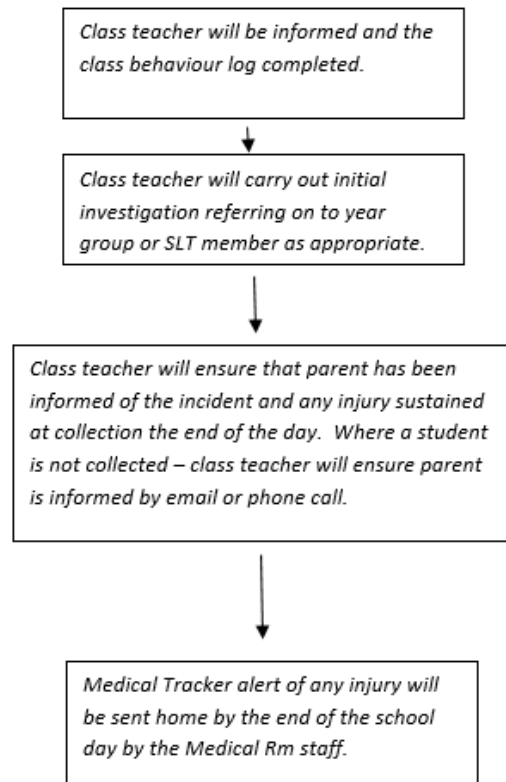 Class teacher will be informed and the
class behaviour log completed.
Class teacher will carry out initial
investigation referring on to year
group or SLT member as appropriate.
Class teacher will ensure that parent has been
informed of the incident and any injury sustained
at collection the end of the day.  Where a student
is not collected – class teacher will ensure parent
is informed by email or phone call.
Medical Tracker alert of any injury will
be sent home by the end of the school
day by the Medical Rm staff.